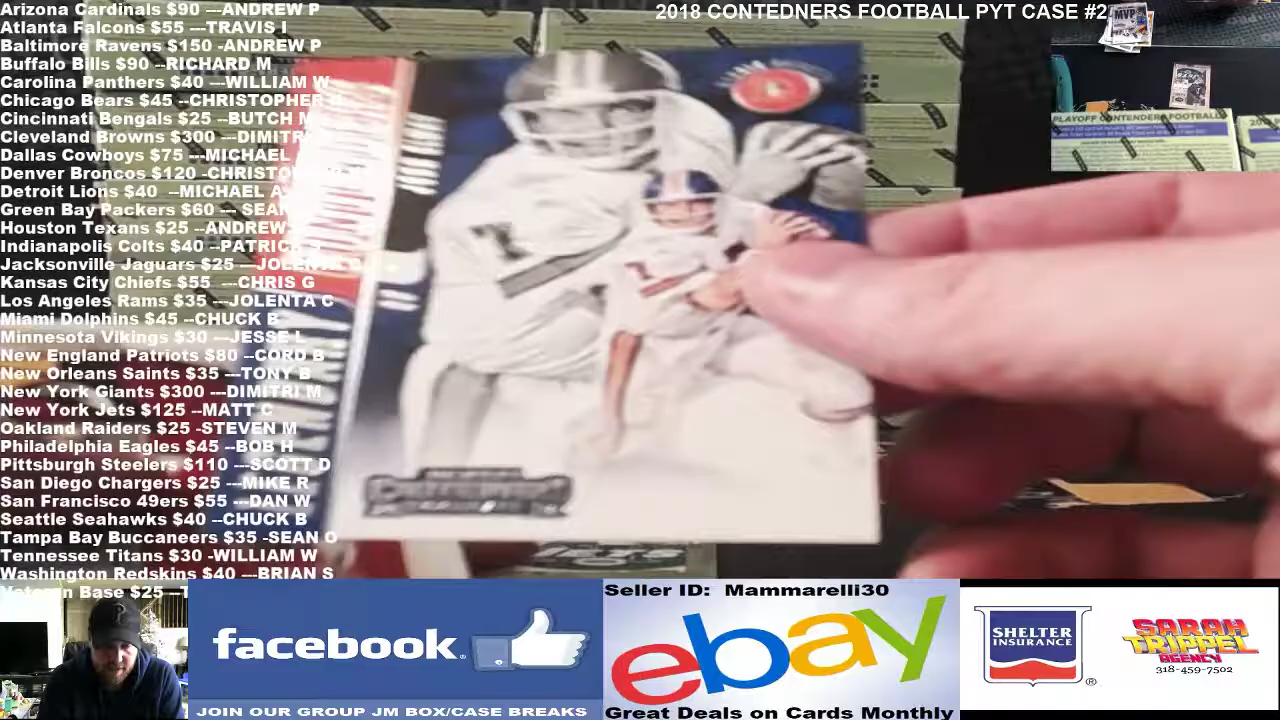 Arizona Cardinals $90 ---ANDREW P
Atlanta Falcons $55 ---TRAVIS I
Baltimore Ravens $150 -ANDREW P
Buffalo Bills $90 --RICHARD M
Carolina Panthers $40 --WILLIAM W
Chicago Bears $45 --CHRISTOPHER
Cincinnati Bengals $25 --BUTCH M
Cleveland Browns $300 --DIMITRI
Dallas Cowboys $75 ---MICHAEL
Denver Broncos $120 -CHRISTO
Detroit Lions $40 --MICHAEL A
Green Bay Packers $60 --- SEAN
Houston Texans $25 --ANDREW
Indianapolis Colts $40 --PATRICK
Jacksonville Jaguars $25 ---JOLENTA
Kansas City Chiefs $55 ---CHRIS G
Los Angeles Rams $35 ---JOLENTA C
Miami Dolphins $45 --CHUCK B
Minnesota Vikings $30 ---JESSE L
New England Patriots $80 --CORD B
New Orleans Saints $35 ---TONY B
New York Giants $300 ---DIMITRI M
New York Jets $125 --MATT C
Oakland Raiders $25 -STEVEN M
Philadelphia Eagles $45 --BOB H
Pittsburgh Steelers $110 ---SCOTT D
San Diego Chargers $25 ---MIKE R
San Francisco 49ers $55 ---DAN W
Seattle Seahawks $40 --CHUCK B
Tampa Bay Buccaneers $35 -SEAN O
Tennessee Titans $30 -WILLIAM W
Washington Redskins $40 ---BRIAN S
Veteran Base $25 --T
2018 CONTEDNERS FOOTBALL PYT CASE #2
MVP
PLAYOFF CONTENDERS FOOTBALL
JOHN ELWAY
7
7
facebook
JOIN OUR GROUP JM BOX/CASE BREAKS
Seller ID: Mammarelli30
ebay
Great Deals on Cards Monthly
SHELTER
INSURANCE
®
SARAH
TRIPPEL
AGENCY
318-459-7502